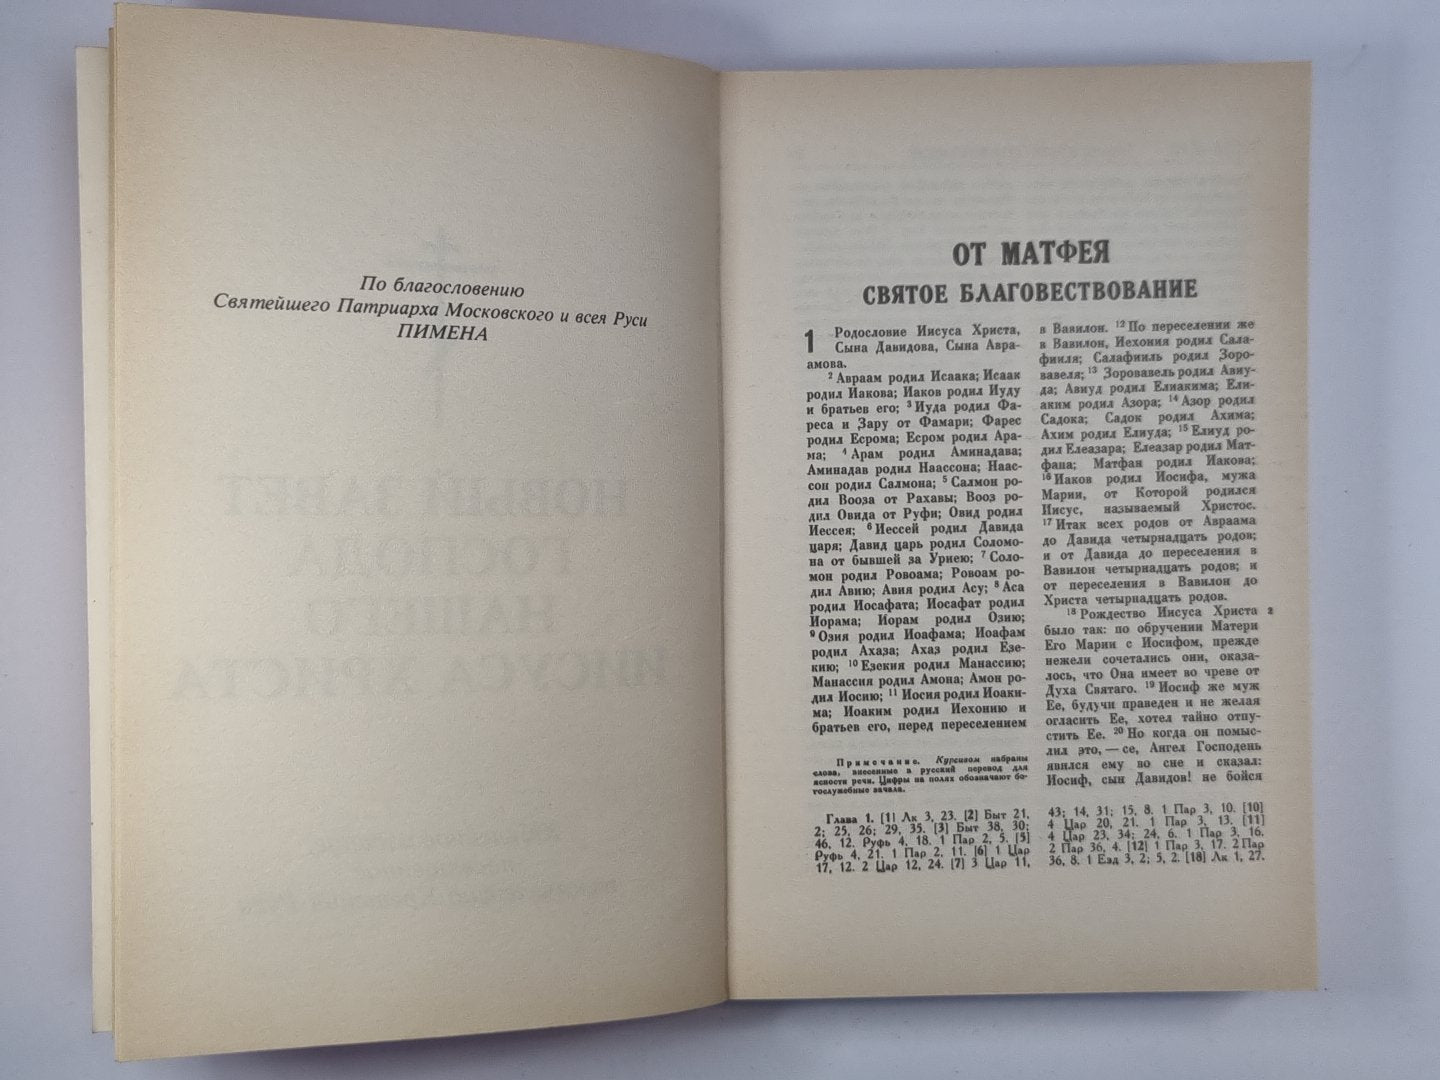 По благословению
Святейшего Патриарха Московского и всея Руси
ПИМЕНА
ОТ МАТФЕЯ
СВЯТОЕ БЛАГОВЕСТВОВАНИЕ
1 Родословие Иисуса Христа,
Сына Давидова, Сына Авра-
амова.
2 Авраам родил Исаака; Исаак
родил Иакова; Иаков родил Иуду
и братьев его; 3 Иуда родил Фа-
реса и Зару от Фамари; Фарес
родил Есрома; Есром родил Ара-
ма; 4 Арам родил Аминадава;
Аминадав родил Наассона; Наас-
сон родил Салмона; 5 Салмон ро-
дил Вооза от Рахавы; Вооз ро-
дил Овида от Руфи; Овид родил
Иессея; 6 Иессей родил Давида
царя; Давид царь родил Соломо-
на от бывшей за Уриею; 7 Соло-
мон родил Ровоама; Ровоам ро-
дил Авию; Авия родил Асу; 8 Аса
родил Иосафата; Иосафат родил
Иорама; Иорам родил Озию;
9 Озия родил Иоафама; Иоафам
родил Ахаза; Ахаз родил Езе-
кию; 10 Езекия родил Манассию;
Манассия родил Амона; Амон ро-
дил Иосию; 11 Иосия родил Иоаки-
ма; Иоаким родил Иехонию и
братьев его, перед переселением
Примечание. Курсивом набраны
слова, внесенные в русский перевод для
ясности речи. Цифры на полях обозначают бо-
гослужебные зачала.
в Вавилон. 12 По переселении же
в Вавилон, Иехония родил Сала-
фииля; Салафииль родил Зоро-
вавеля; 13 Зоровавель родил Авиу-
да; Авиуд родил Елиакима; Ели-
аким родил Азора; 14 Азор родил
Садока; Садок родил Ахима;
Ахим родил Елиуда; 15 Елиуд ро-
дил Елеазара; Елеазар родил Мат-
фана; Матфан родил Иакова;
16 Иаков родил Иосифа, мужа
Марии, от Которой родился
Иисус, называемый Христос.
17 Итак всех родов от Авраама
до Давида четырнадцать родов;
и от Давида до переселения в
Вавилон четырнадцать родов; и
от переселения в Вавилон до
Христа четырнадцать родов.
18 Рождество Иисуса Христа 2
было так: по обручении Матери
Его Марии с Иосифом, прежде
нежели сочетались они, оказа-
лось, что Она имеет во чреве от
Духа Святаго. 19 Иосиф же муж
Ее, будучи праведен и не желая
огласить Ее, хотел тайно отпу-
стить Ее. 20 Но когда он помыс-
лил это, — се, Ангел Господень
явился ему во сне и сказал:
Иосиф, сын Давидов! не бойся
Глава 1. [1] Лк 3, 23. [2] Быт 21,
2; 25, 26; 29, 35. [3] Быт 38, 30;
46, 12. Руфь 4, 18. 1 Пар 2, 5. [5]
Руфь 4, 21. 1 Пар 2, 11. [6] 1 Цар
17, 12. 2 Цар 12, 24. [7] 3 Цар 11,
43; 14, 31; 15, 8. 1 Пар 3, 10. [10]
4 Цар 20, 21. 1 Пар 3, 13. [11]
4 Цар 23, 34; 24, 6. 1 Пар 3, 16.
2 Пар 36, 4. [12] 1 Пар 3, 17. 2 Пар
36, 8. 1 Езд 3, 2; 5, 2. [18] Лк 1, 27.